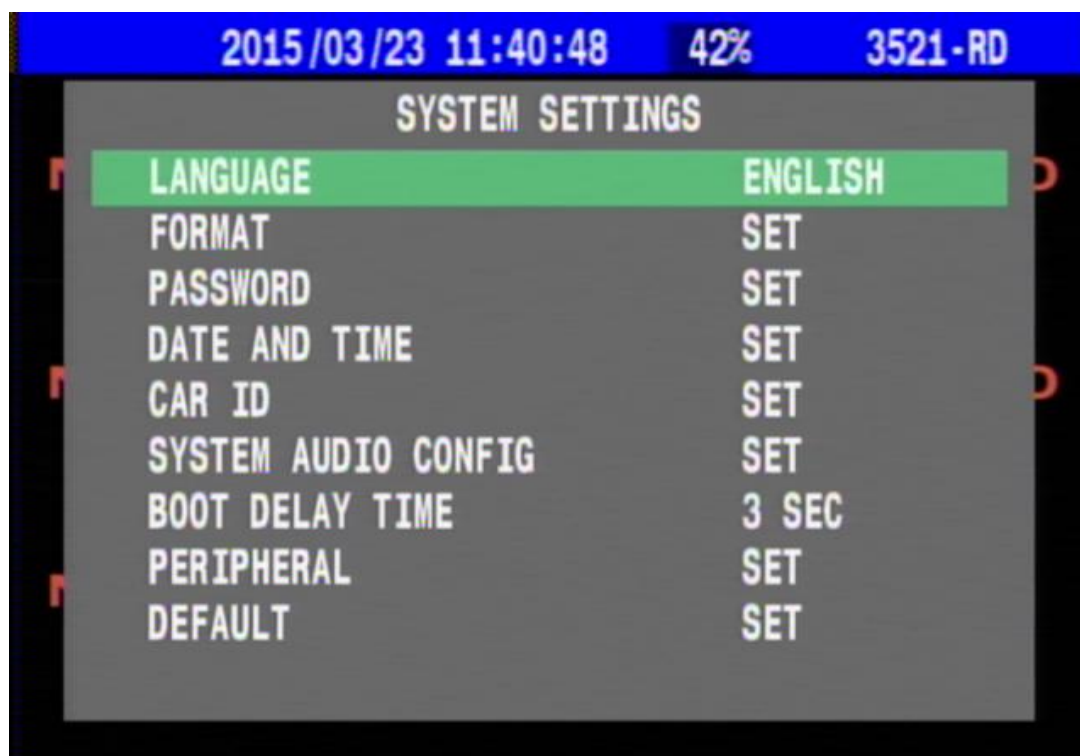 2015/03/23 11:40:48 42% 3521-RD
SYSTEM SETTINGS
LANGUAGE ENGLISH
FORMAT SET
PASSWORD SET
DATE AND TIME SET
CAR ID SET
SYSTEM AUDIO CONFIG SET
BOOT DELAY TIME 3 SEC
PERIPHERAL SET
DEFAULT SET